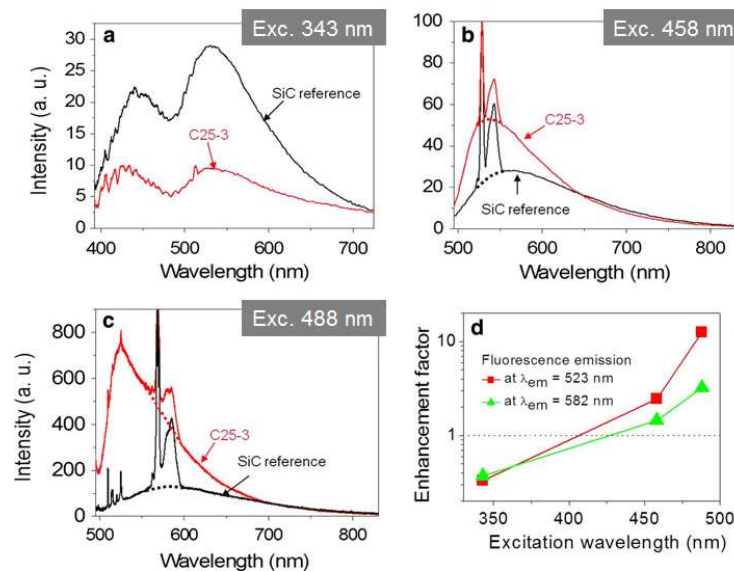 a
Exc. 343 nm
30
25
20
15
10
5
0
Intensity (a. u.)
SiC reference
C25-3
400 500 600 700
Wavelength (nm)
b
Exc. 458 nm
100
80
60
40
20
0
C25-3
SiC reference
500 600 700 800
Wavelength (nm)
c
Exc. 488 nm
800
600
400
200
0
Intensity (a. u.)
C25-3
SiC reference
500 600 700 800
Wavelength (nm)
d
10
1
Enhancement factor
Fluorescence emission
at λem = 523 nm
at λem = 582 nm
350 400 450 500
Excitation wavelength (nm)